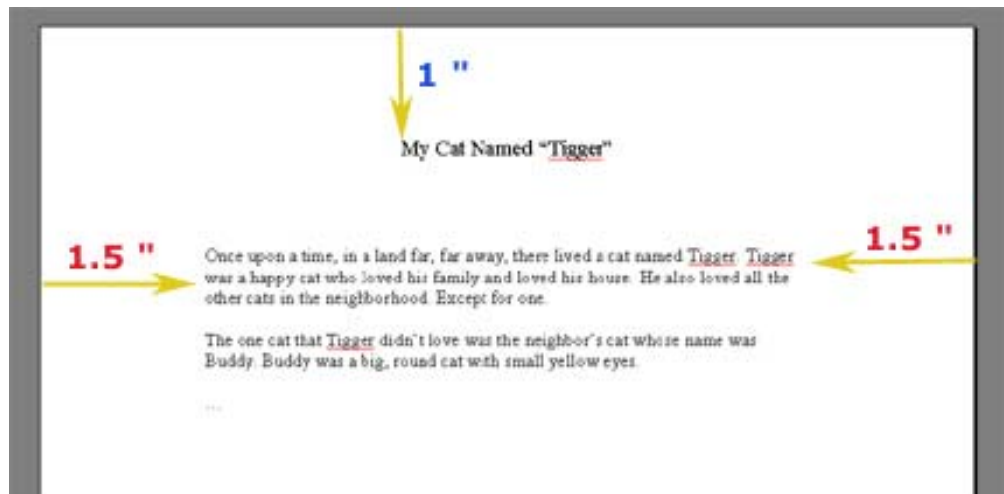 1 "
My Cat Named “Tigger”
1.5 "
1.5 "
Once upon a time, in a land far, far away, there lived a cat named Tigger. Tigger
was a happy cat who loved his family and loved his house. He also loved all the
other cats in the neighborhood. Except for one.
The one cat that Tigger didn't love was the neighbor's cat whose name was
Buddy. Buddy was a big, round cat with small yellow eyes.
...